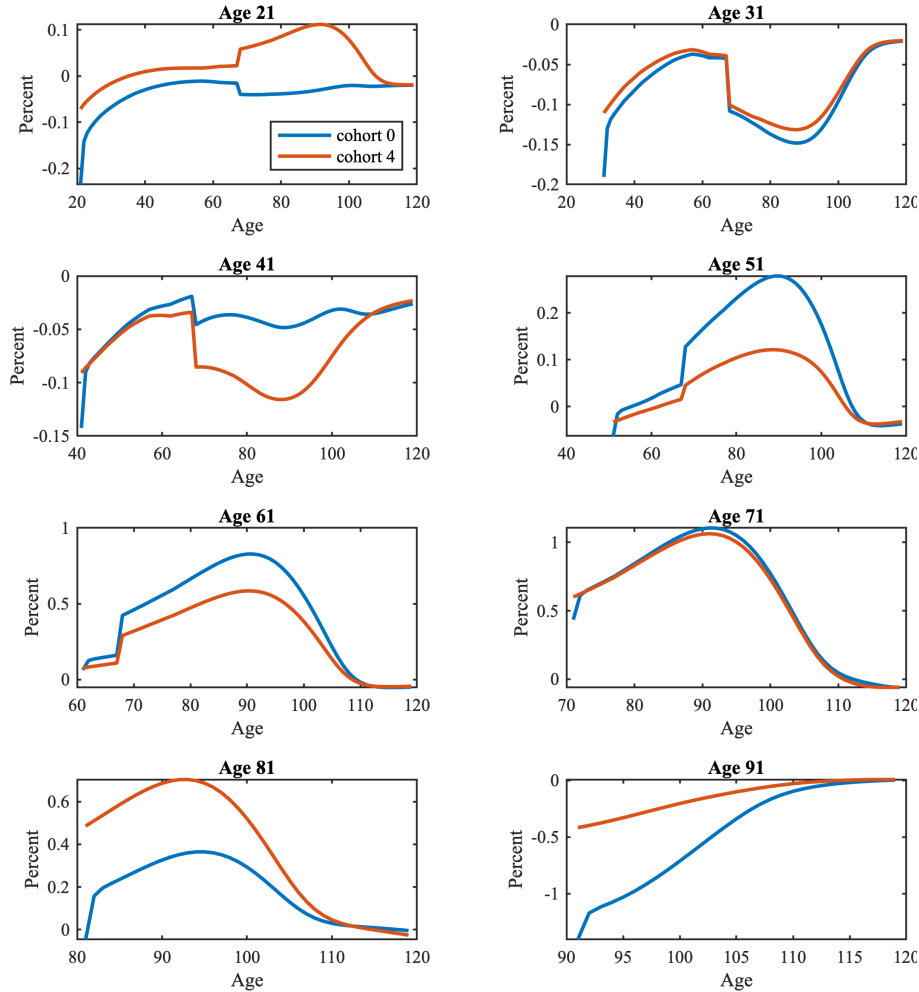 Age 21
0.1
0
-0.1
-0.2
Percent
20 40 60 80 100 120
Age
cohort 0
cohort 4
Age 31
0
-0.05
-0.1
-0.15
-0.2
Percent
20 40 60 80 100 120
Age
Age 41
0
-0.05
-0.1
-0.15
Percent
40 60 80 100 120
Age
Age 51
0.2
0.1
0
Percent
40 60 80 100 120
Age
Age 61
1
0.5
0
Percent
60 70 80 90 100 110 120
Age
Age 71
1
0.5
0
Percent
70 80 90 100 110 120
Age
Age 81
0.6
0.4
0.2
0
Percent
80 90 100 110 120
Age
Age 91
0
-0.5
-1
Percent
90 95 100 105 110 115 120
Age